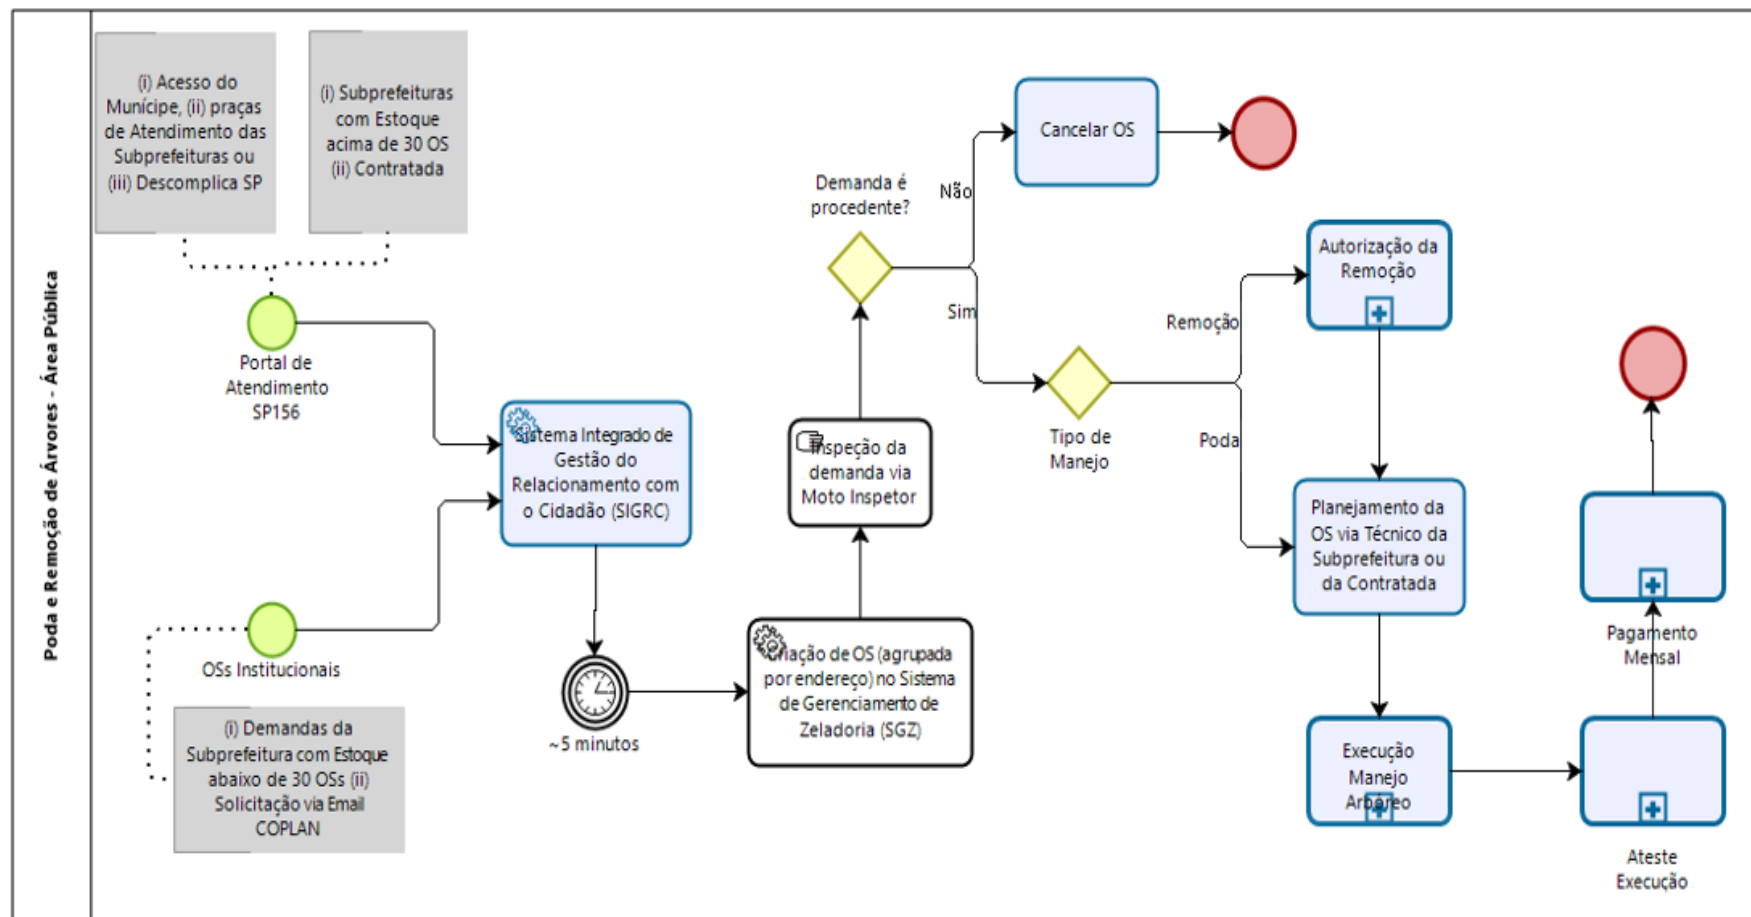 Poda e Remoção de Árvores - Área Pública
(i) Acesso do
Munícipe, (ii) praças
de Atendimento das
Subprefeituras ou
(iii) Descomplica SP
(i) Subprefeituras
com Estoque
acima de 30 OS
(ii) Contratada
Portal de
Atendimento
SP156
OSs Institucionais
(i) Demandas da
Subprefeitura com Estoque
abaixo de 30 OSs (ii)
Solicitação via Email
COPLAN
Sistema Integrado de
Gestão do
Relacionamento com
o Cidadão (SIGRC)
~5 minutos
Criação de OS (agrupada
por endereço) no Sistema
de Gerenciamento de
Zeladoria (SGZ)
Inspeção da
demanda via
Moto Inspetor
Demanda é
procedente?
Não
Sim
Cancelar OS
Tipo de
Manejo
Remoção
Poda
Autorização da
Remoção
Planejamento da
OS via Técnico da
Subprefeitura ou
da Contratada
Execução
Manejo
Arbóreo
Ateste
Execução
Pagamento
Mensal